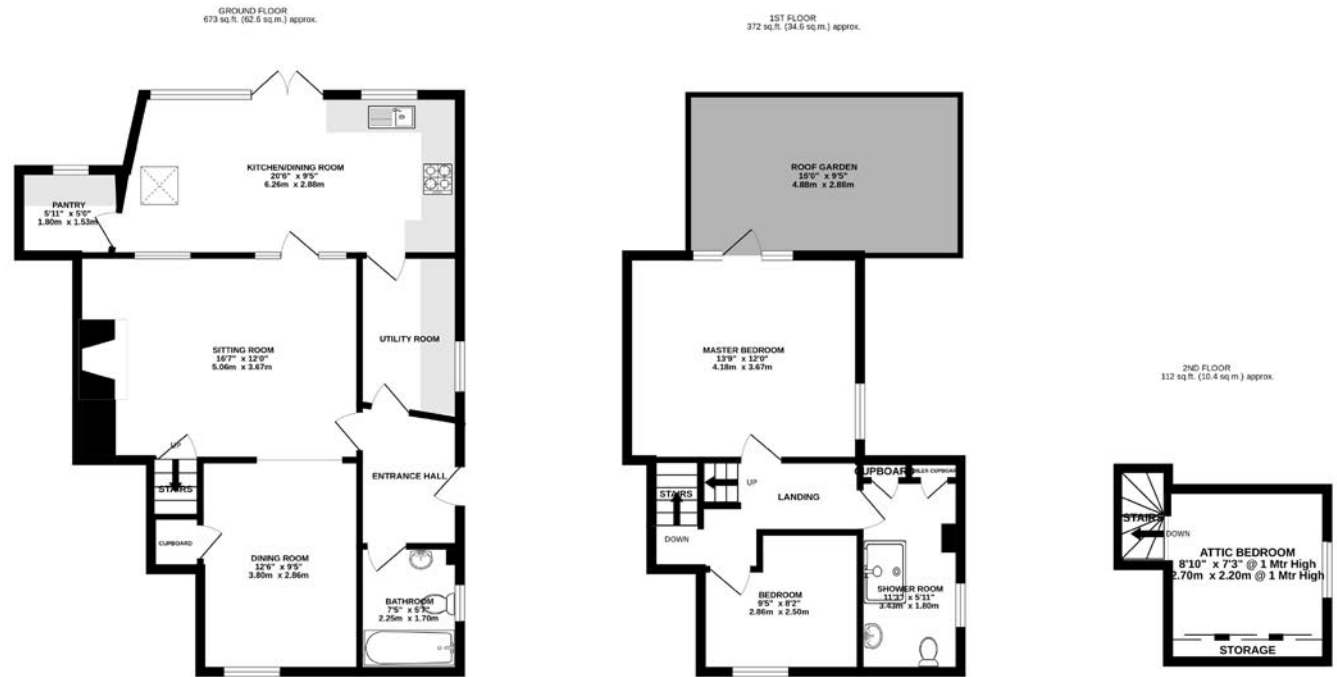 GROUND FLOOR
673 sq.ft. (62.6 sq.m.) approx.
KITCHEN/DINING ROOM
20'6" x 9'5"
6.26m x 2.88m
PANTRY
5'11" x 5'0"
1.80m x 1.53m
SITTING ROOM
16'7" x 12'0"
5.06m x 3.67m
UTILITY ROOM
UP
STAIRS
ENTRANCE HALL
CUPBOARD
DINING ROOM
12'6" x 9'5"
3.80m x 2.86m
BATHROOM
7'5" x 5'7"
2.25m x 1.70m
1ST FLOOR
372 sq.ft. (34.6 sq.m.) approx.
ROOF GARDEN
16'0" x 9'5"
4.88m x 2.88m
MASTER BEDROOM
13'9" x 12'0"
4.18m x 3.67m
CUPBOARD
CUPBOARD
STAIRS
UP
LANDING
DOWN
BEDROOM
9'5" x 8'2"
2.86m x 2.50m
SHOWER ROOM
11'3" x 5'11"
3.43m x 1.80m
2ND FLOOR
112 sq.ft. (10.4 sq.m.) approx.
STAIRS
DOWN
ATTIC BEDROOM
8'10" x 7'3" @ 1 Mtr High
2.70m x 2.20m @ 1 Mtr High
STORAGE